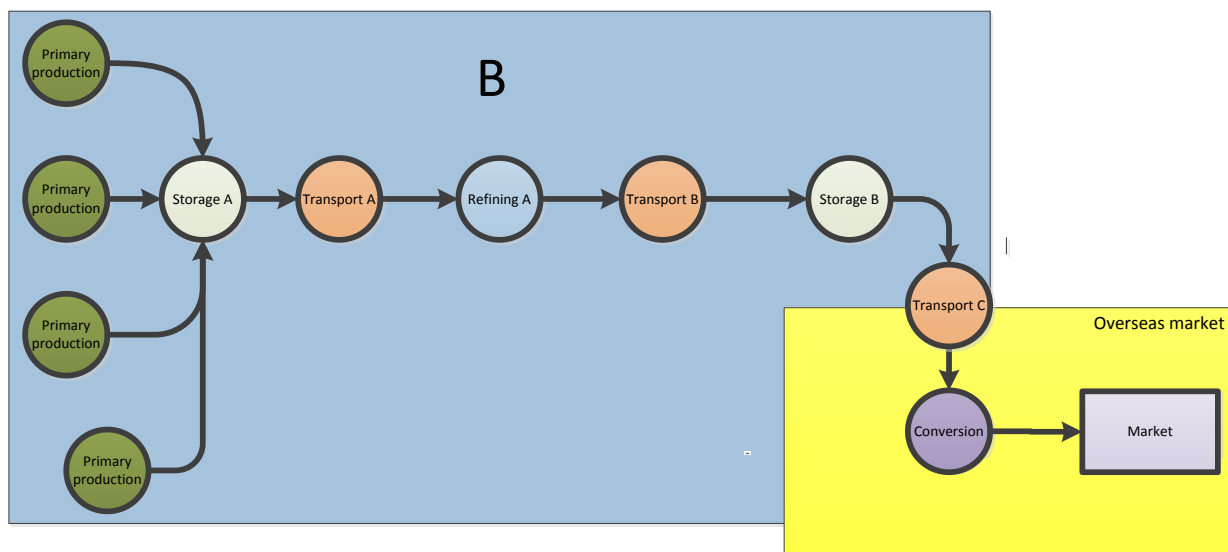 Primary
production
B
Primary
production
Storage A
Transport A
Refining A
Transport B
Storage B
Primary
production
Transport C
Overseas market
Primary
production
Conversion
Market